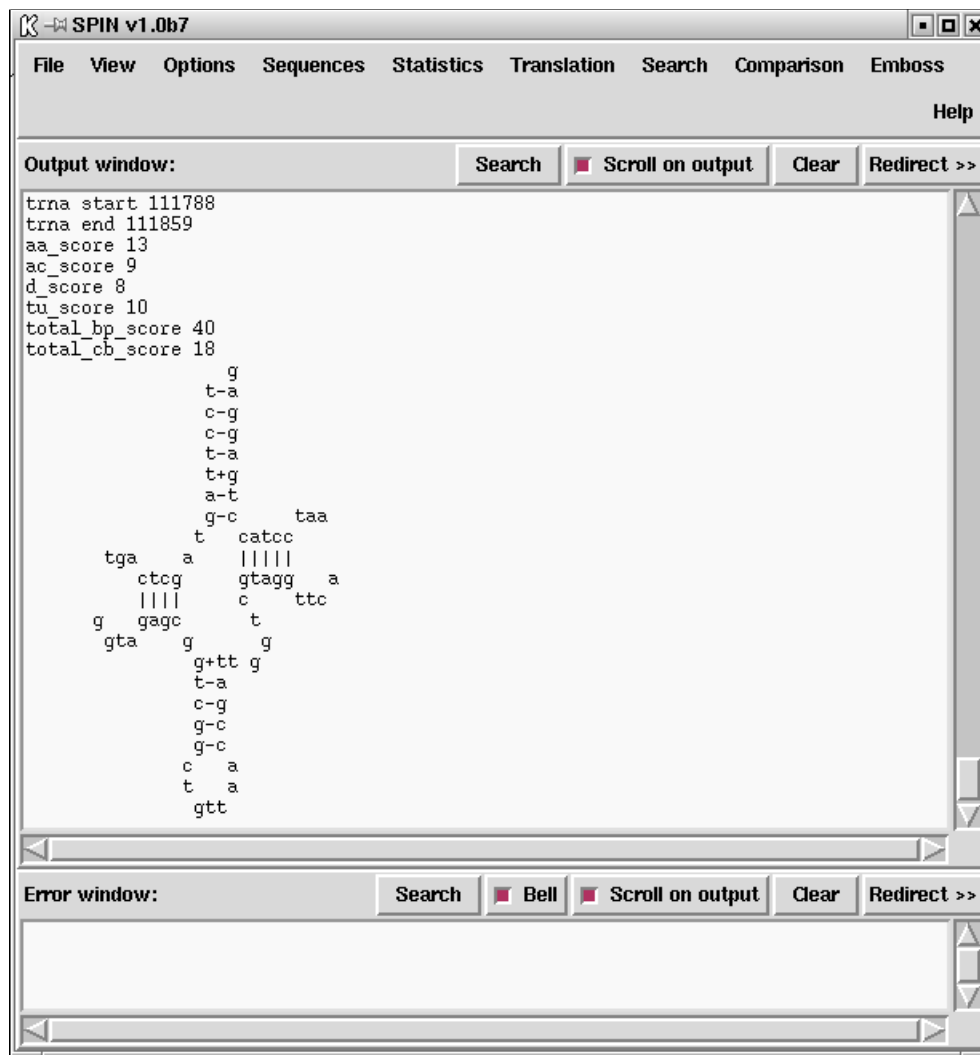 SPIN v1.0b7
File View Options Sequences Statistics Translation Search Comparison Emboss
Help
Output window: Search Scroll on output Clear Redirect >>
trna start 111788
trna end 111859
aa_score 13
ac_score 9
d_score 8
tu_score 10
total_bp_score 40
total_cb_score 18
                  g
                t-a
                c-g
                c-g
                t-a
                t+g
                a-t
                g-c     taa
               t   catcc
       tga    a    |||||
          ctcg     gtagg   a
          ||||     c    ttc
      g   gagc      t
       gta    g      g
               g+tt g
               t-a
               c-g
               g-c
               g-c
              c   a
              t   a
               gtt
Error window: Search Bell Scroll on output Clear Redirect >>